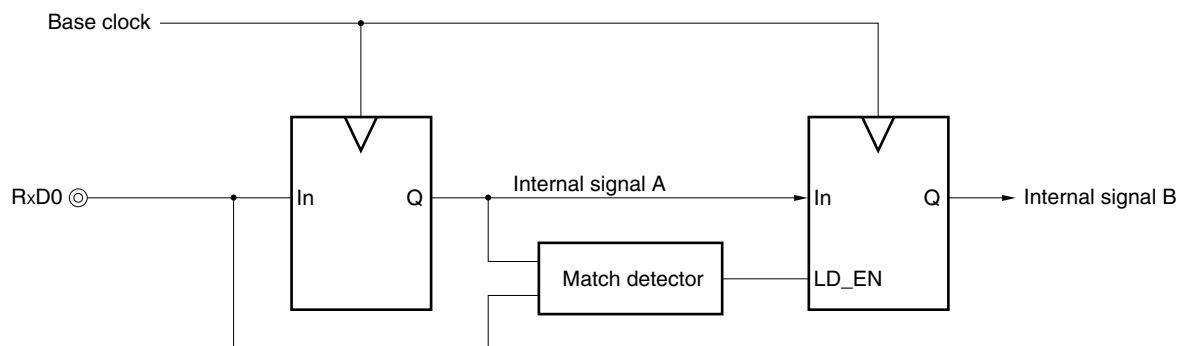 Base clock
RxD0
In
Q
Internal signal A
In
Q
Internal signal B
Match detector
LD_EN